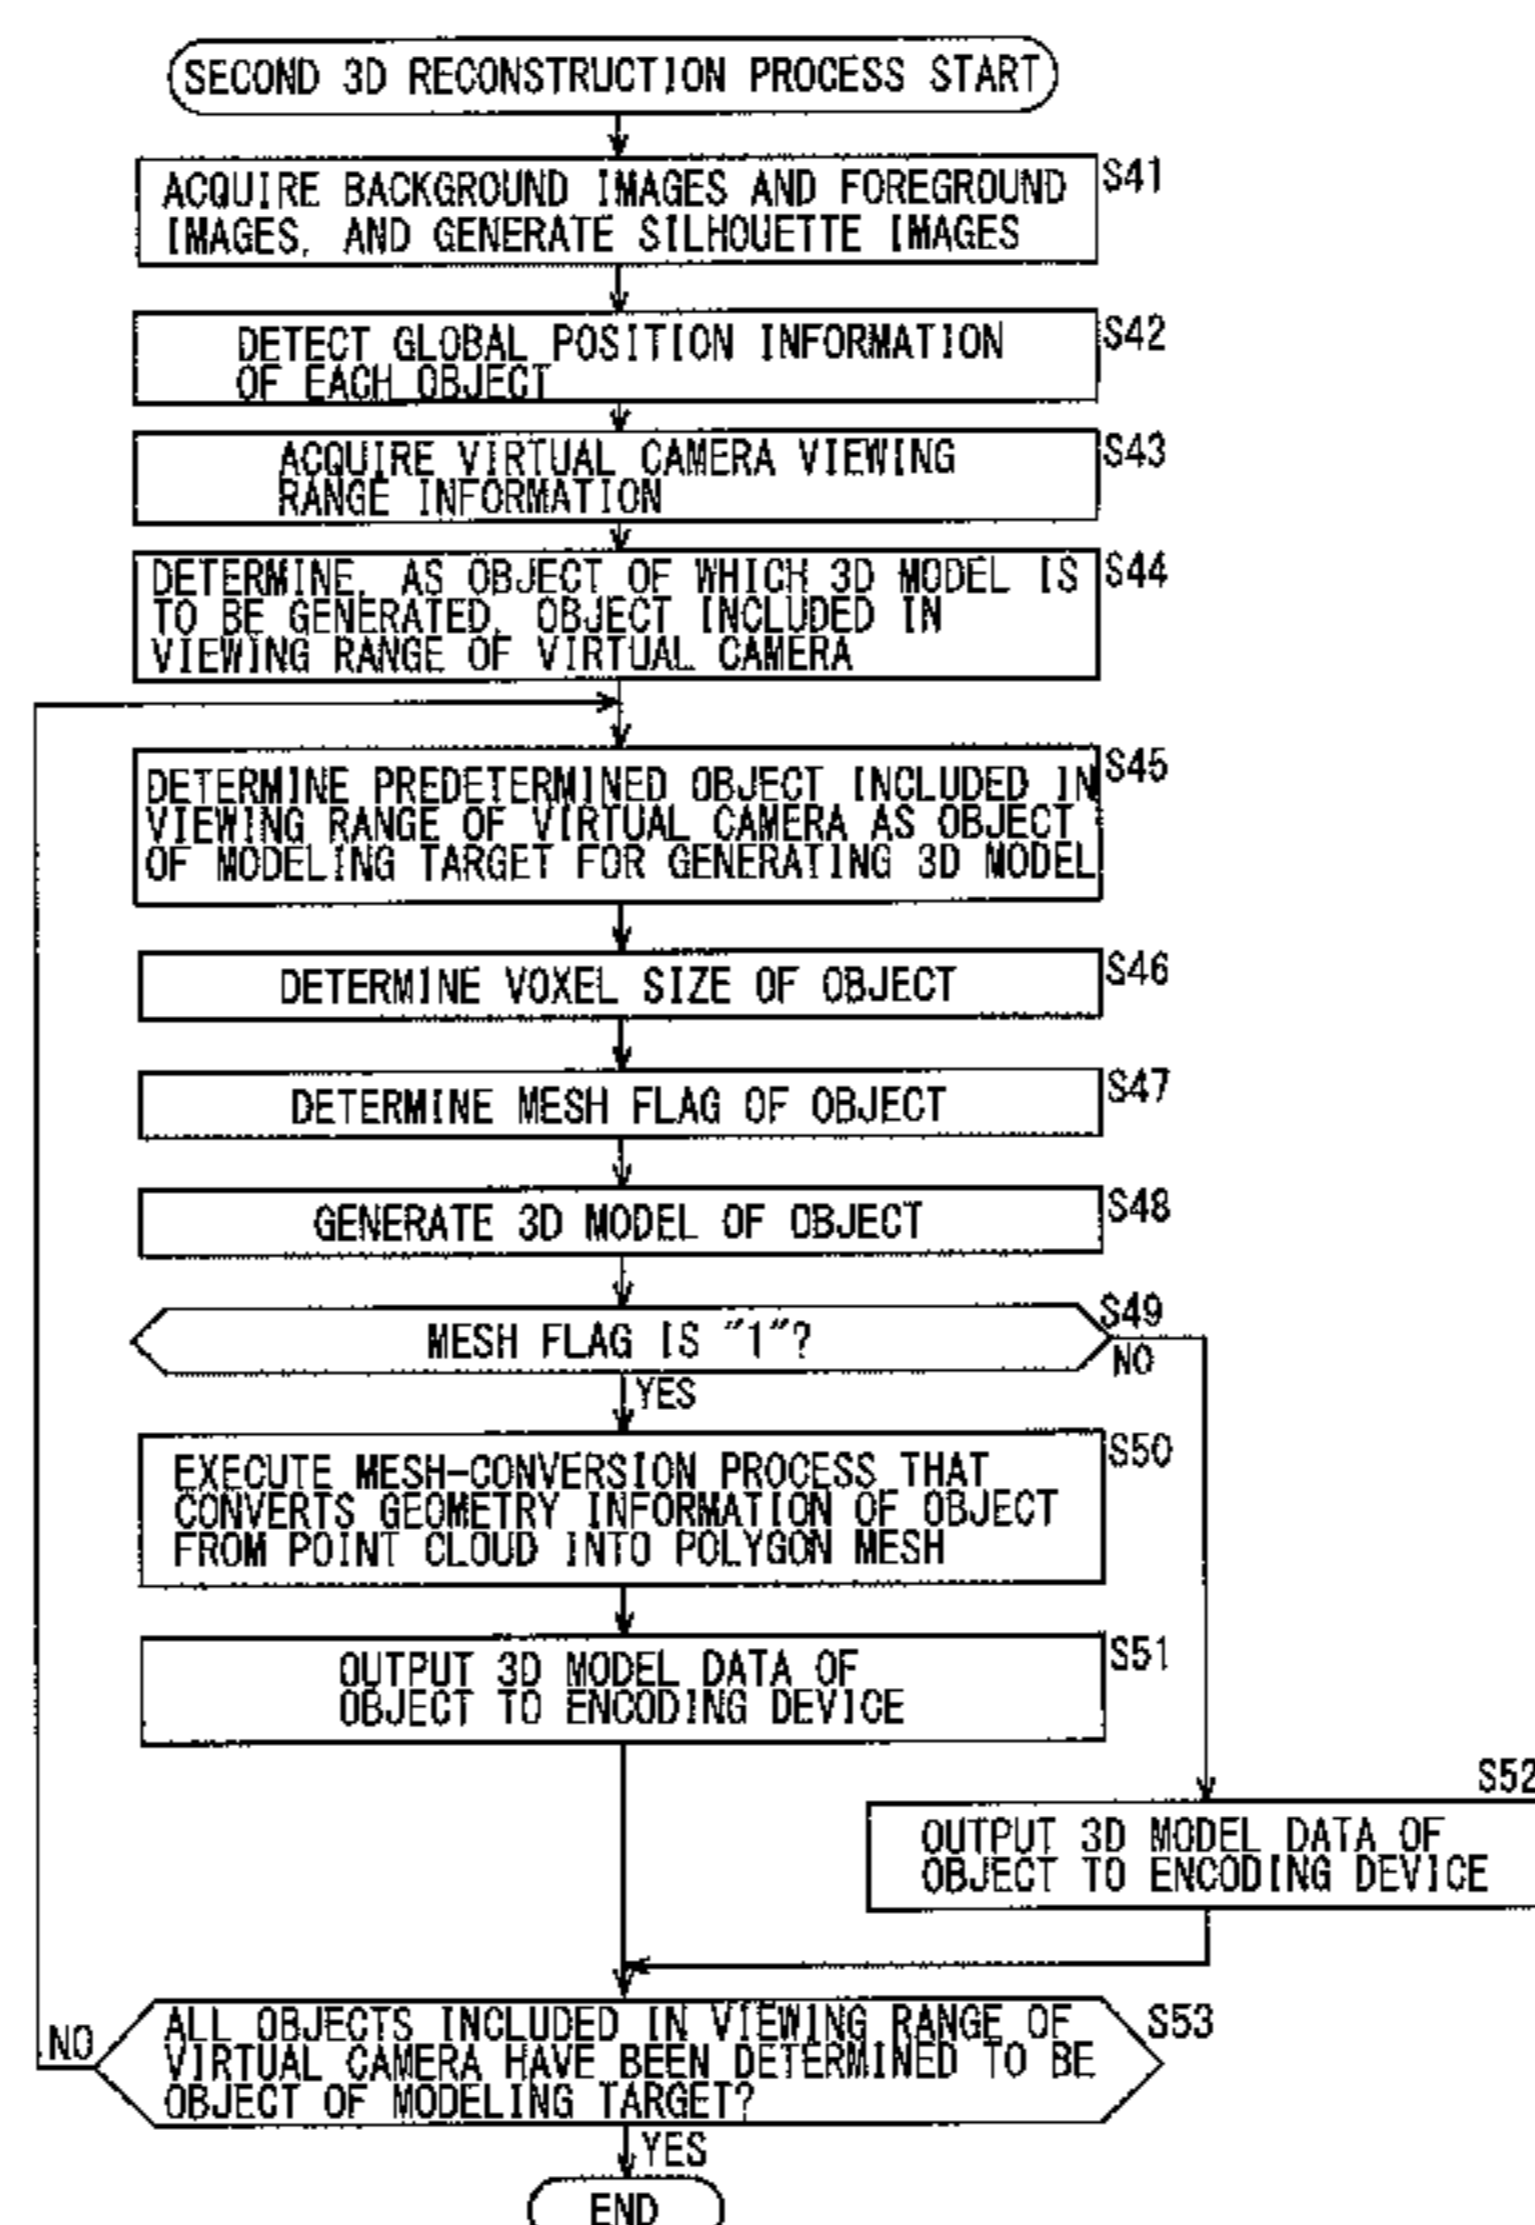 SECOND 3D RECONSTRUCTION PROCESS START
S41
ACQUIRE BACKGROUND IMAGES AND FOREGROUND
IMAGES, AND GENERATE SILHOUETTE IMAGES
S42
DETECT GLOBAL POSITION INFORMATION
OF EACH OBJECT
S43
ACQUIRE VIRTUAL CAMERA VIEWING
RANGE INFORMATION
S44
DETERMINE, AS OBJECT OF WHICH 3D MODEL IS
TO BE GENERATED, OBJECT INCLUDED IN
VIEWING RANGE OF VIRTUAL CAMERA
S45
DETERMINE PREDETERMINED OBJECT INCLUDED IN
VIEWING RANGE OF VIRTUAL CAMERA AS OBJECT
OF MODELING TARGET FOR GENERATING 3D MODEL
S46
DETERMINE VOXEL SIZE OF OBJECT
S47
DETERMINE MESH FLAG OF OBJECT
S48
GENERATE 3D MODEL OF OBJECT
S49
MESH FLAG IS "1"?
NO
YES
S50
EXECUTE MESH-CONVERSION PROCESS THAT
CONVERTS GEOMETRY INFORMATION OF OBJECT
FROM POINT CLOUD INTO POLYGON MESH
S51
OUTPUT 3D MODEL DATA OF
OBJECT TO ENCODING DEVICE
S52
OUTPUT 3D MODEL DATA OF
OBJECT TO ENCODING DEVICE
S53
ALL OBJECTS INCLUDED IN VIEWING RANGE OF
VIRTUAL CAMERA HAVE BEEN DETERMINED TO BE
OBJECT OF MODELING TARGET?
NO
YES
END